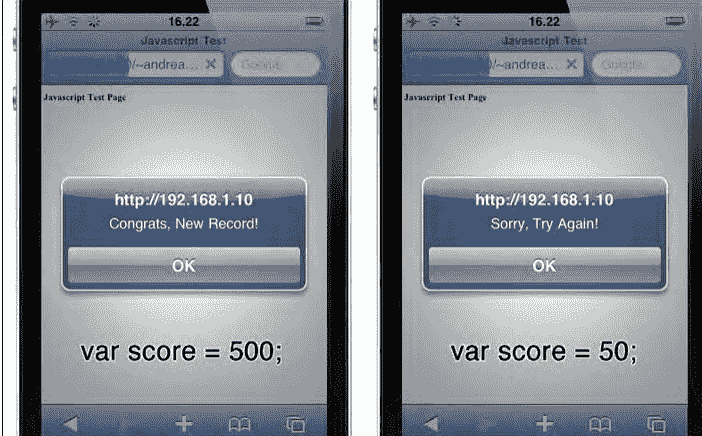 16.22
Javascript Test
)/~andrea...
Google
Javascript Test Page
http://192.168.1.10
Congrats, New Record!
OK
var score = 500;
16.22
Javascript Test
)/~andrea...
Google
Javascript Test Page
http://192.168.1.10
Sorry, Try Again!
OK
var score = 50;